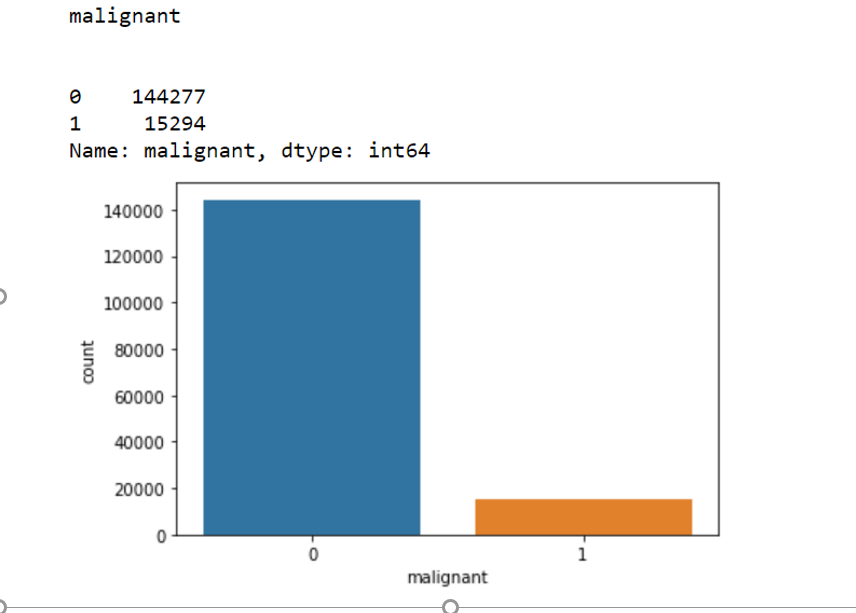 malignant
0 144277
1 15294
Name: malignant, dtype: int64
140000
120000
100000
80000
60000
40000
20000
0
count
0 1
malignant